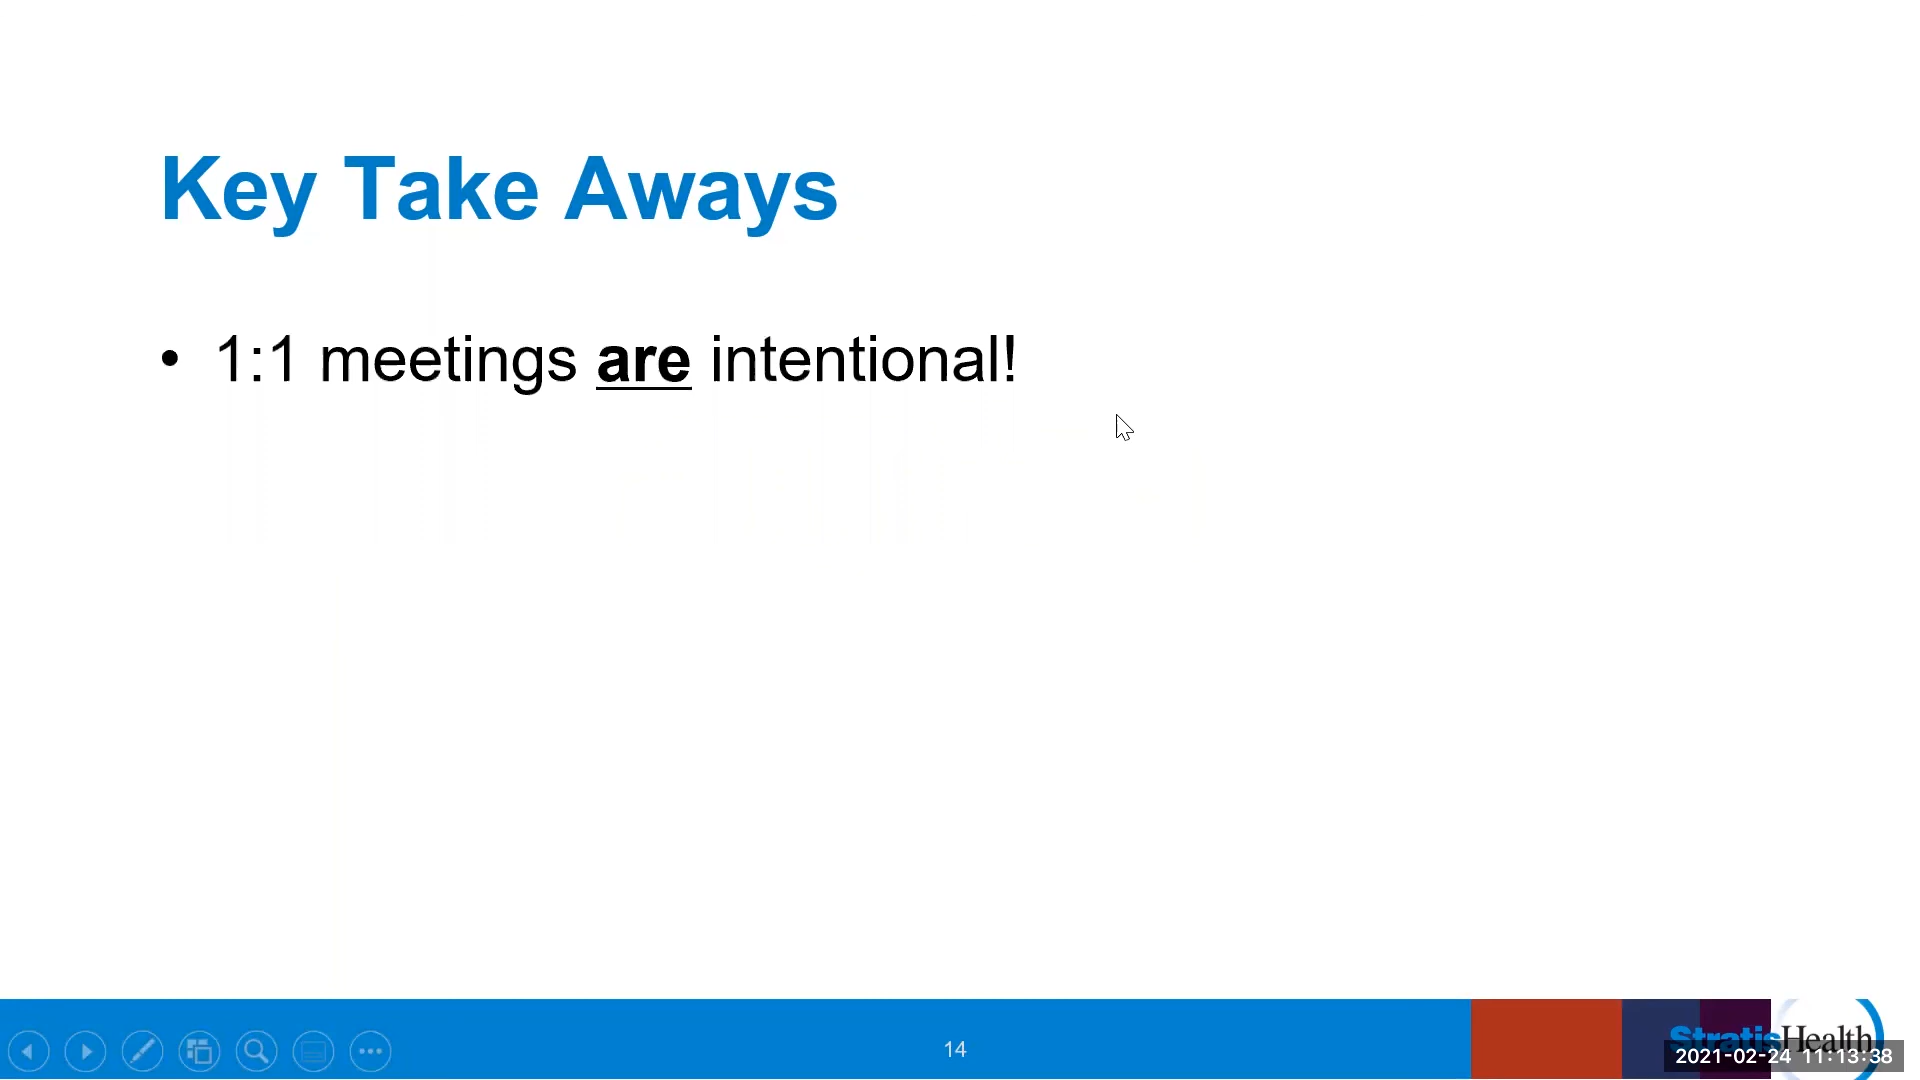 Key Take Aways
• 1:1 meetings are intentional!
14
StratisHealth
2021-02-24 11:13:38